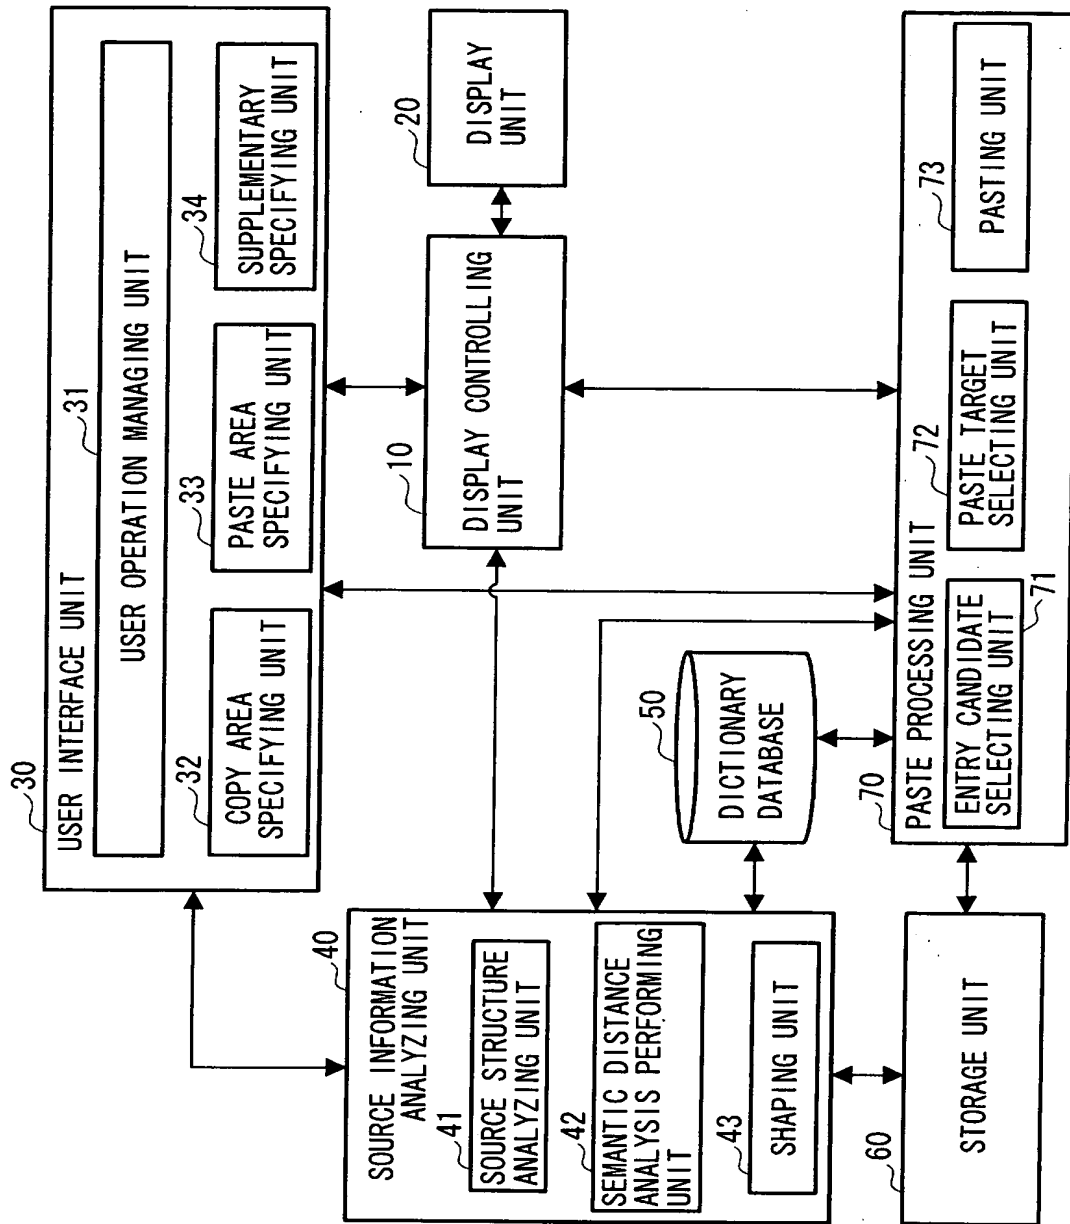 30
USER INTERFACE UNIT
31
USER OPERATION MANAGING UNIT
32
COPY AREA
SPECIFYING UNIT
33
PASTE AREA
SPECIFYING UNIT
34
SUPPLEMENTARY
SPECIFYING UNIT
40
SOURCE INFORMATION
ANALYZING UNIT
41
SOURCE STRUCTURE
ANALYZING UNIT
42
SEMANTIC DISTANCE
ANALYSIS PERFORMING
UNIT
43
SHAPING UNIT
10
DISPLAY CONTROLLING
UNIT
20
DISPLAY
UNIT
50
DICTIONARY
DATABASE
60
STORAGE UNIT
70
PASTE PROCESSING UNIT
ENTRY CANDIDATE
SELECTING UNIT
71
72
PASTE TARGET
SELECTING UNIT
73
PASTING UNIT